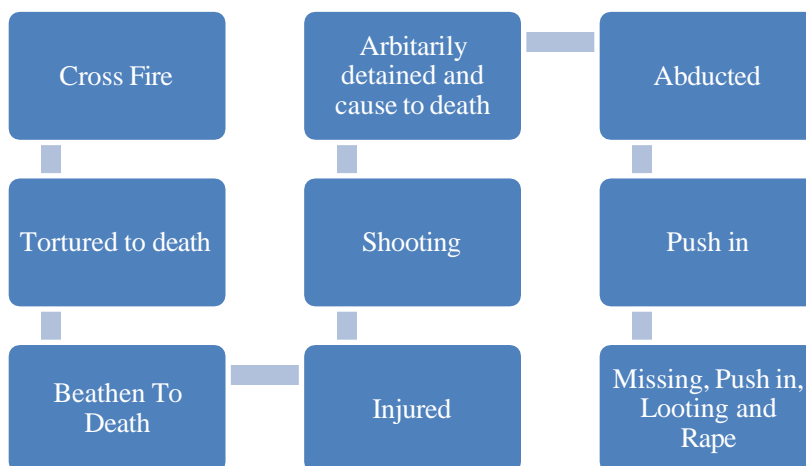 Cross Fire
Tortured to death
Beathen To
Death
Injured
Shooting
Arbitarily
detained and
cause to death
Abducted
Push in
Missing, Push in,
Looting and
Rape